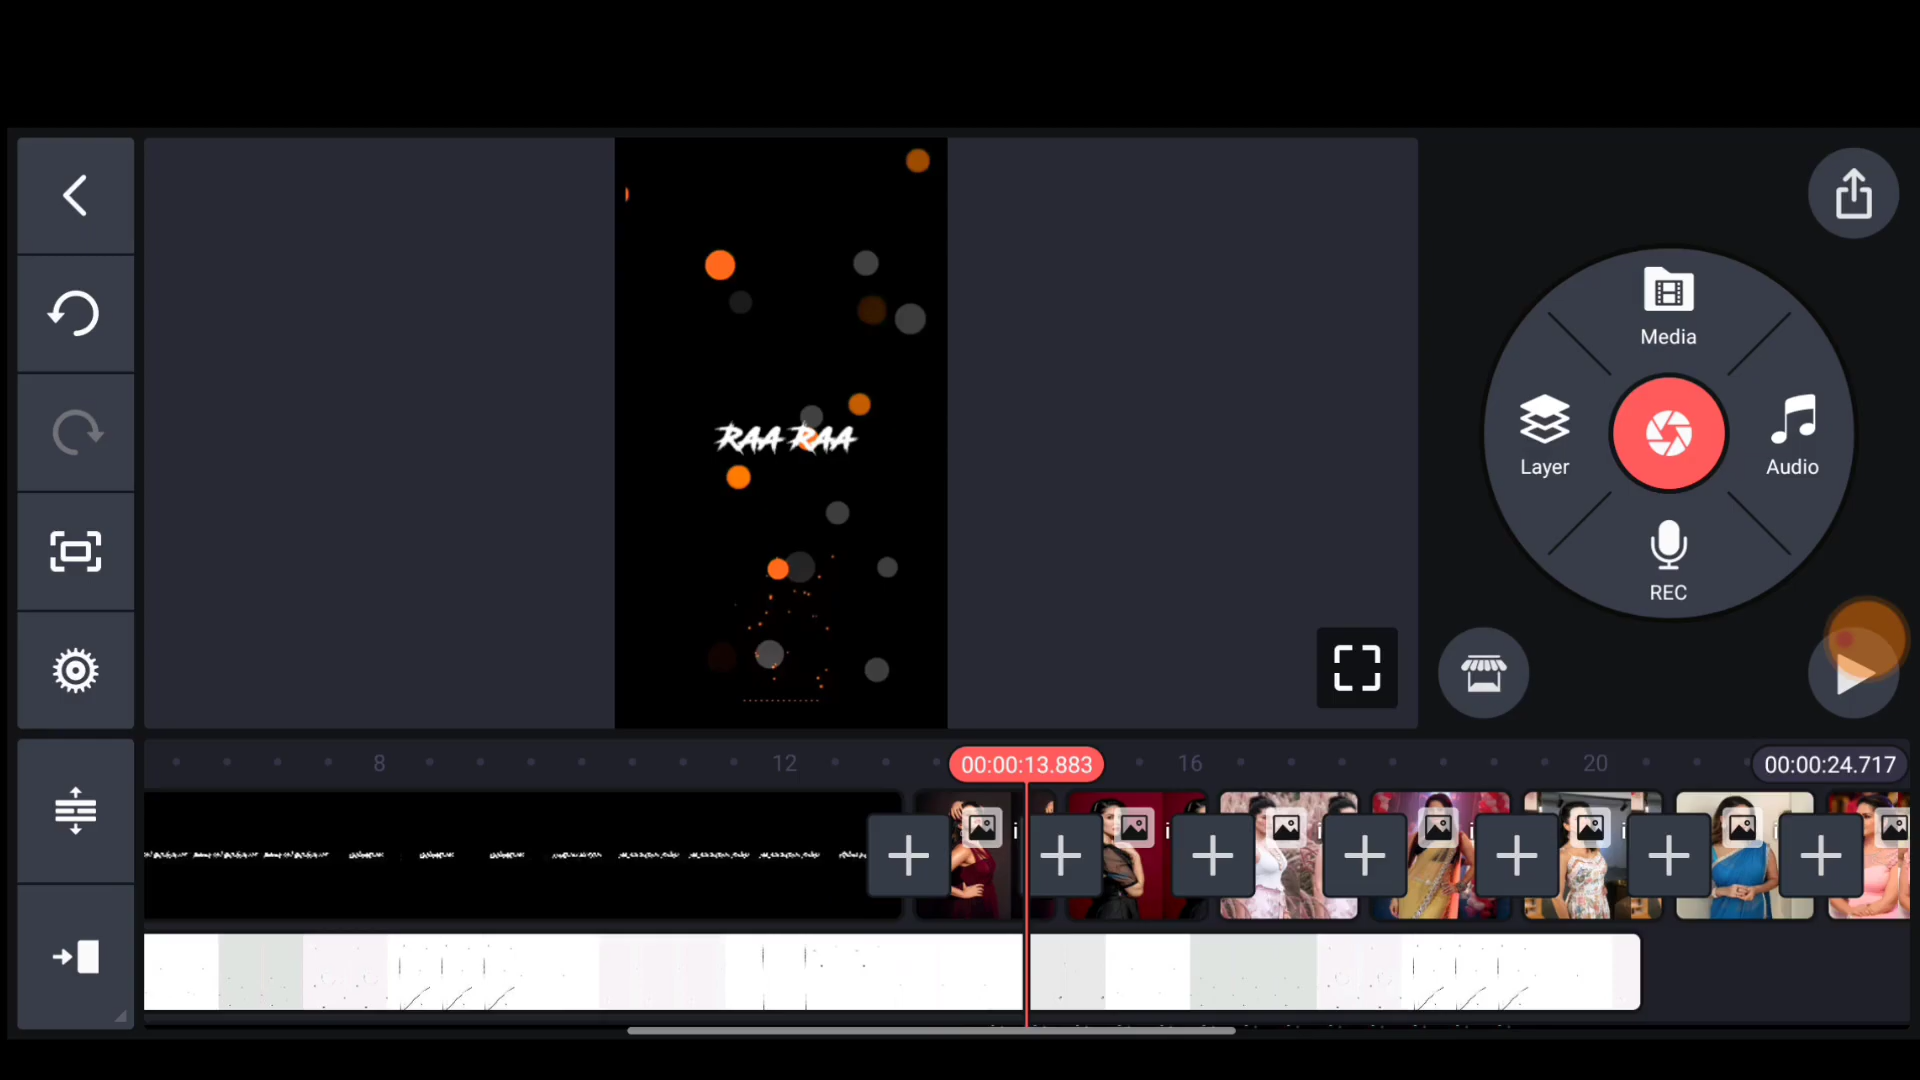 Media
Layer
Audio
REC
RAA RAA
8
12
00:00:13.883
16
20
00:00:24.717